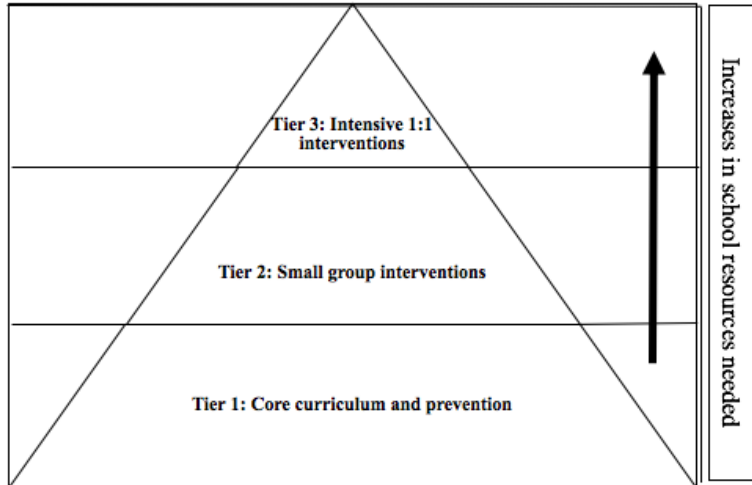 Tier 3: Intensive 1:1
interventions
Tier 2: Small group interventions
Tier 1: Core curriculum and prevention
Increases in school resources needed